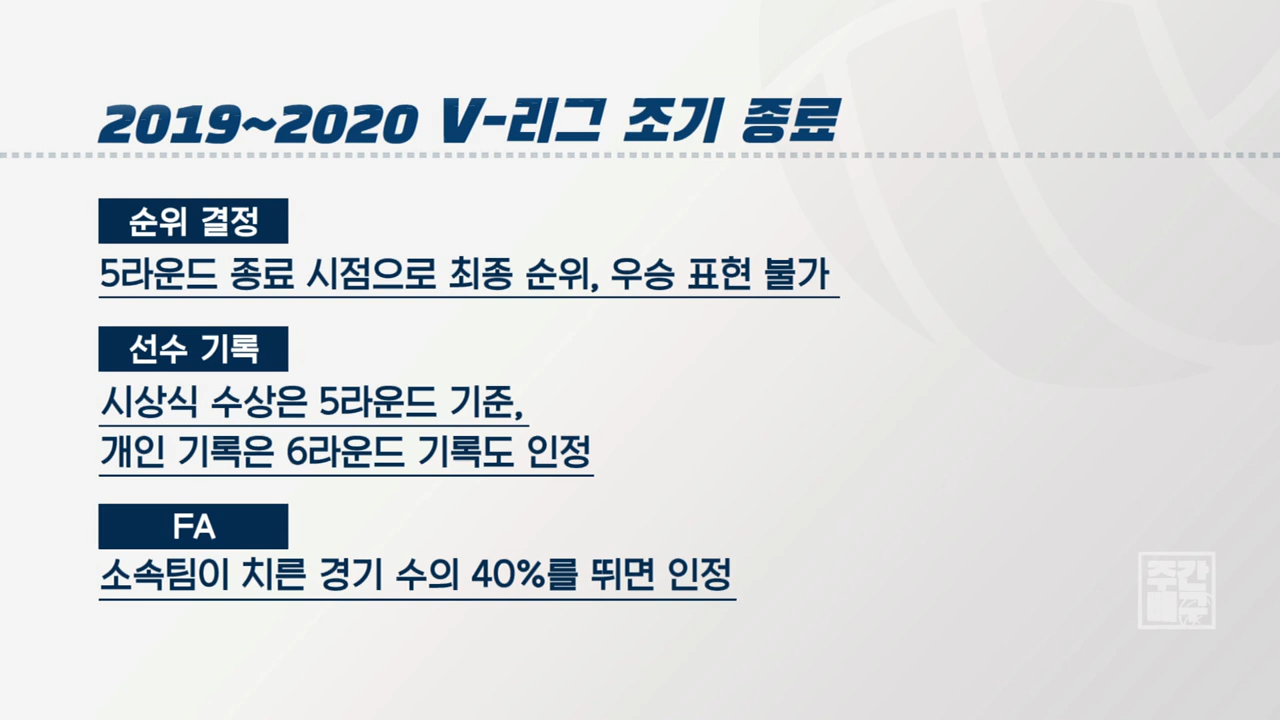 2019~2020 V-리그 조기 종료
순위 결정
5라운드 종료 시점으로 최종 순위, 우승 표현 불가
선수 기록
시상식 수상은 5라운드 기준,
개인 기록은 6라운드 기록도 인정
FA
소속팀이 치른 경기 수의 40%를 뛰면 인정
주간
배구